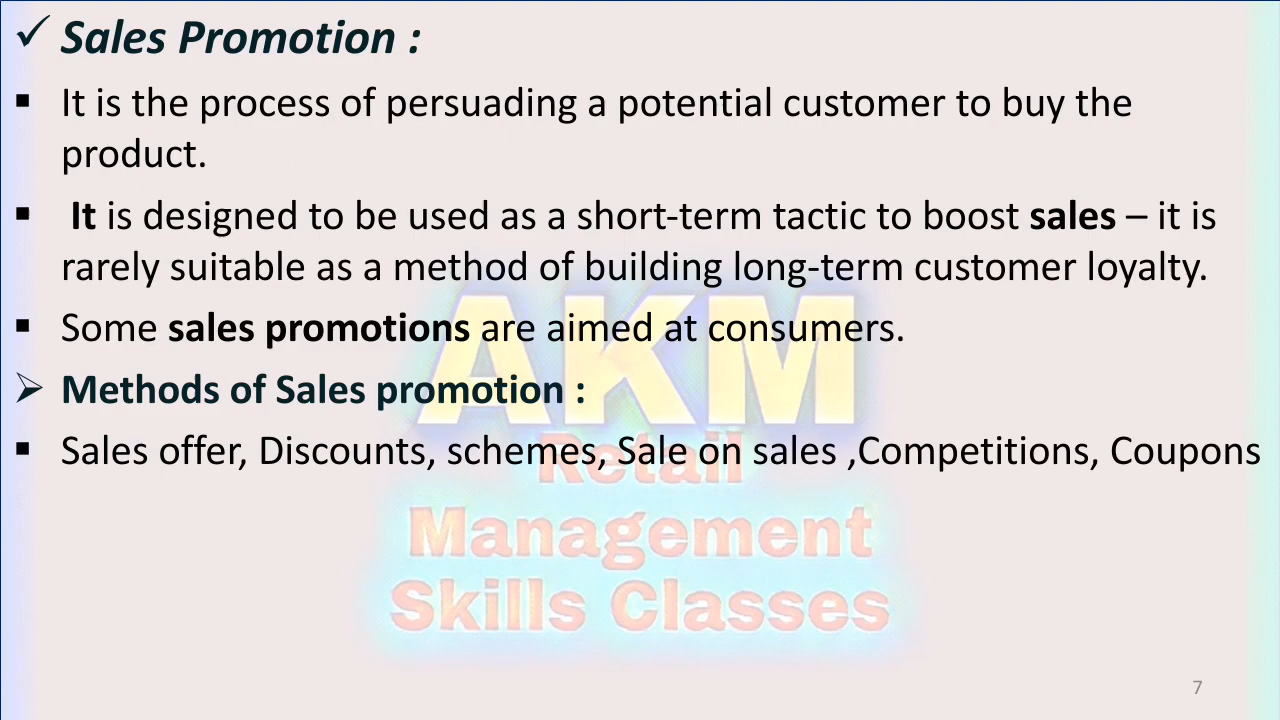 ✓ Sales Promotion :
▪ It is the process of persuading a potential customer to buy the
product.
▪ It is designed to be used as a short-term tactic to boost sales – it is
rarely suitable as a method of building long-term customer loyalty.
▪ Some sales promotions are aimed at consumers.
➢ Methods of Sales promotion :
▪ Sales offer, Discounts, schemes, Sale on sales ,Competitions, Coupons
AKM
Retail
Management
Skills Classes
7